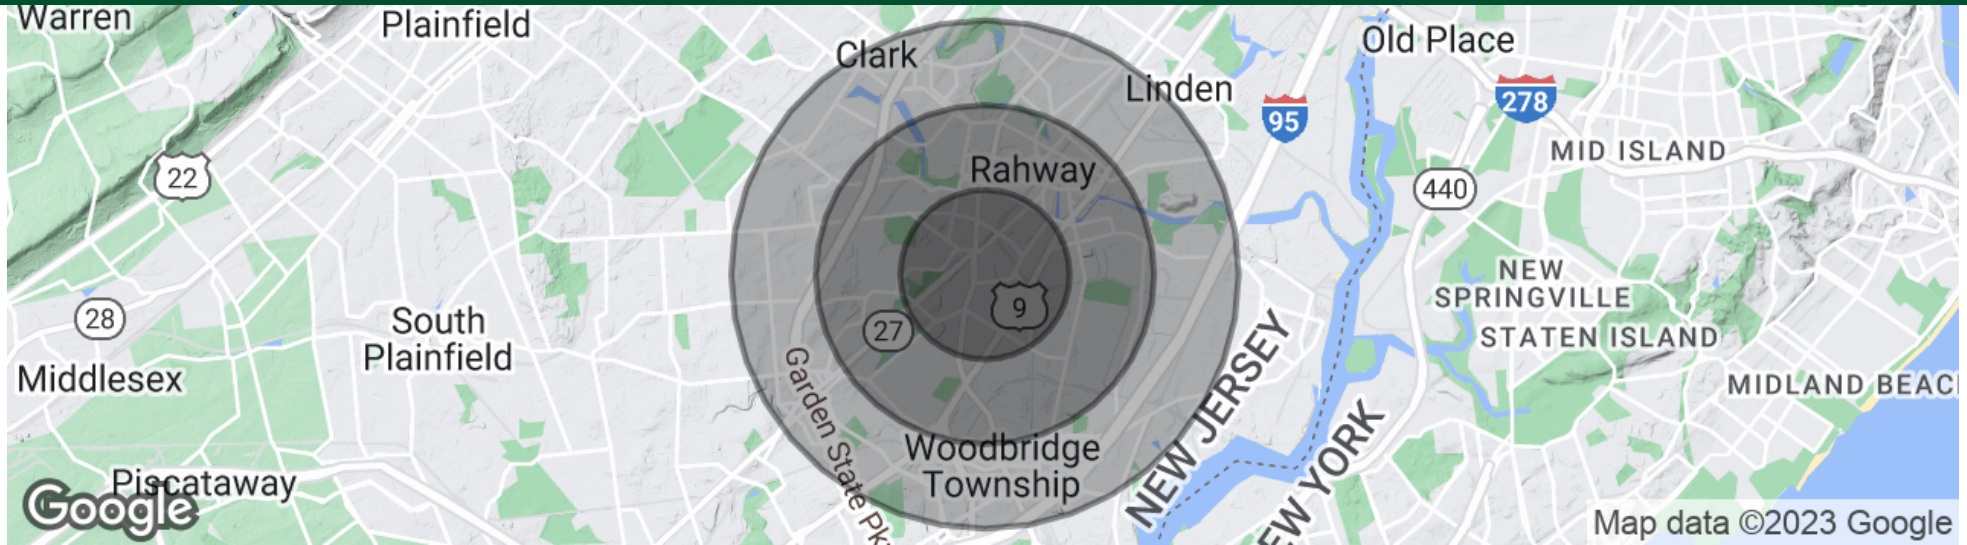 Warren
Plainfield
Clark
Old Place
Linden
278
95
MID ISLAND
Rahway
22
440
NEW
SPRINGVILLE
9
28
South
Plainfield
27
STATEN ISLAND
Middlesex
MIDLAND BEAC
Garden State Pk
NEW JERSEY
Woodbridge
Township
NEW YORK
Piscataway
Google
Map data ©2023 Google